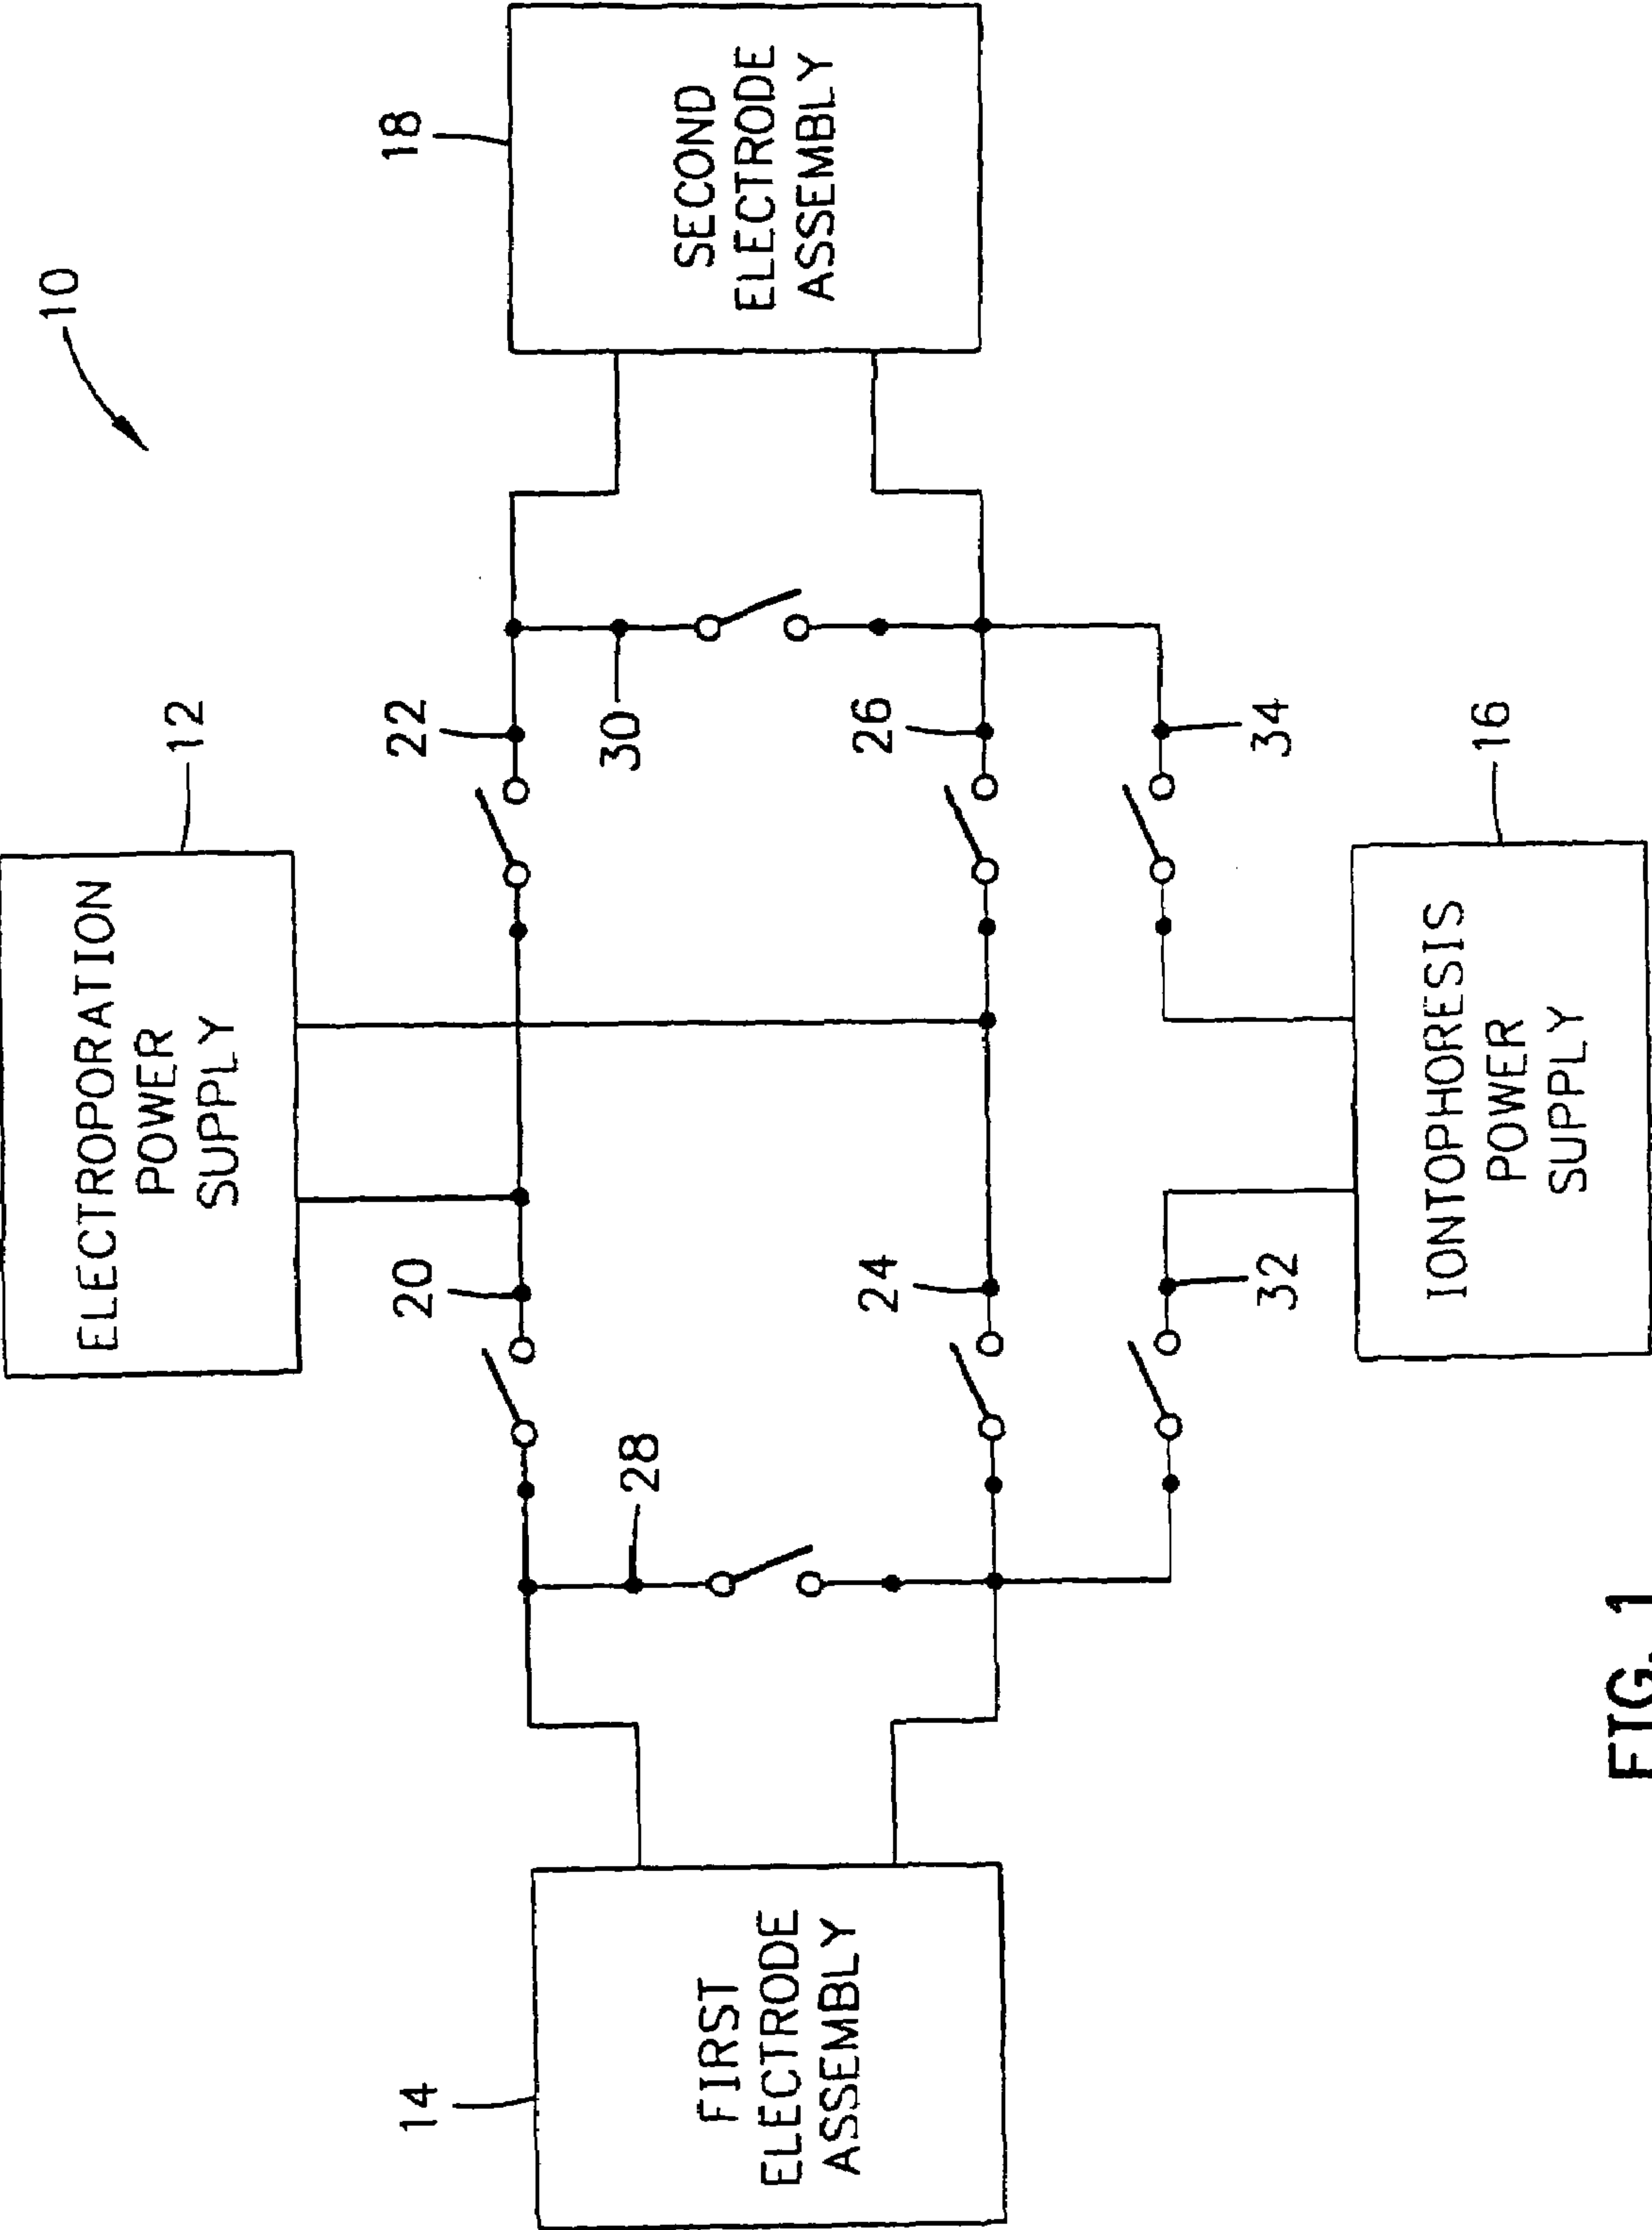 10
ELECTROPORATION
POWER
SUPPLY
12
18
SECOND
ELECTRODE
ASSEMBLY
14
FIRST
ELECTRODE
ASSEMBLY
20
22
28
30
24
26
32
34
IONTOPHORESIS
POWER
SUPPLY
16
FIG. 1